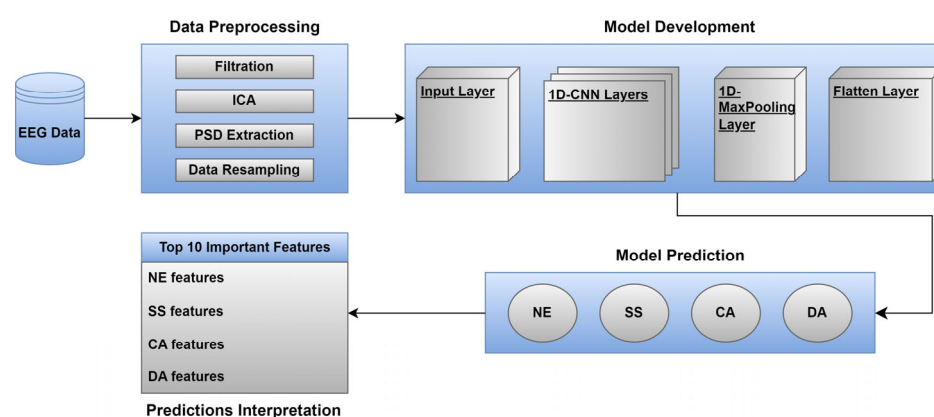 Data Preprocessing
Model Development
EEG Data
Filtration
ICA
PSD Extraction
Data Resampling
Input Layer
1D-CNN Layers
1D-
MaxPooling
Layer
Flatten Layer
Model Prediction
NE
SS
CA
DA
Top 10 Important Features
NE features
SS features
CA features
DA features
Predictions Interpretation